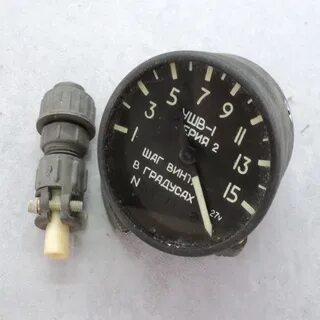 1 3 5 7 9 11 13 15
УШВ-1
СЕРИЯ 2
ШАГ ВИНТА
В ГРАДУСАХ
N
27v